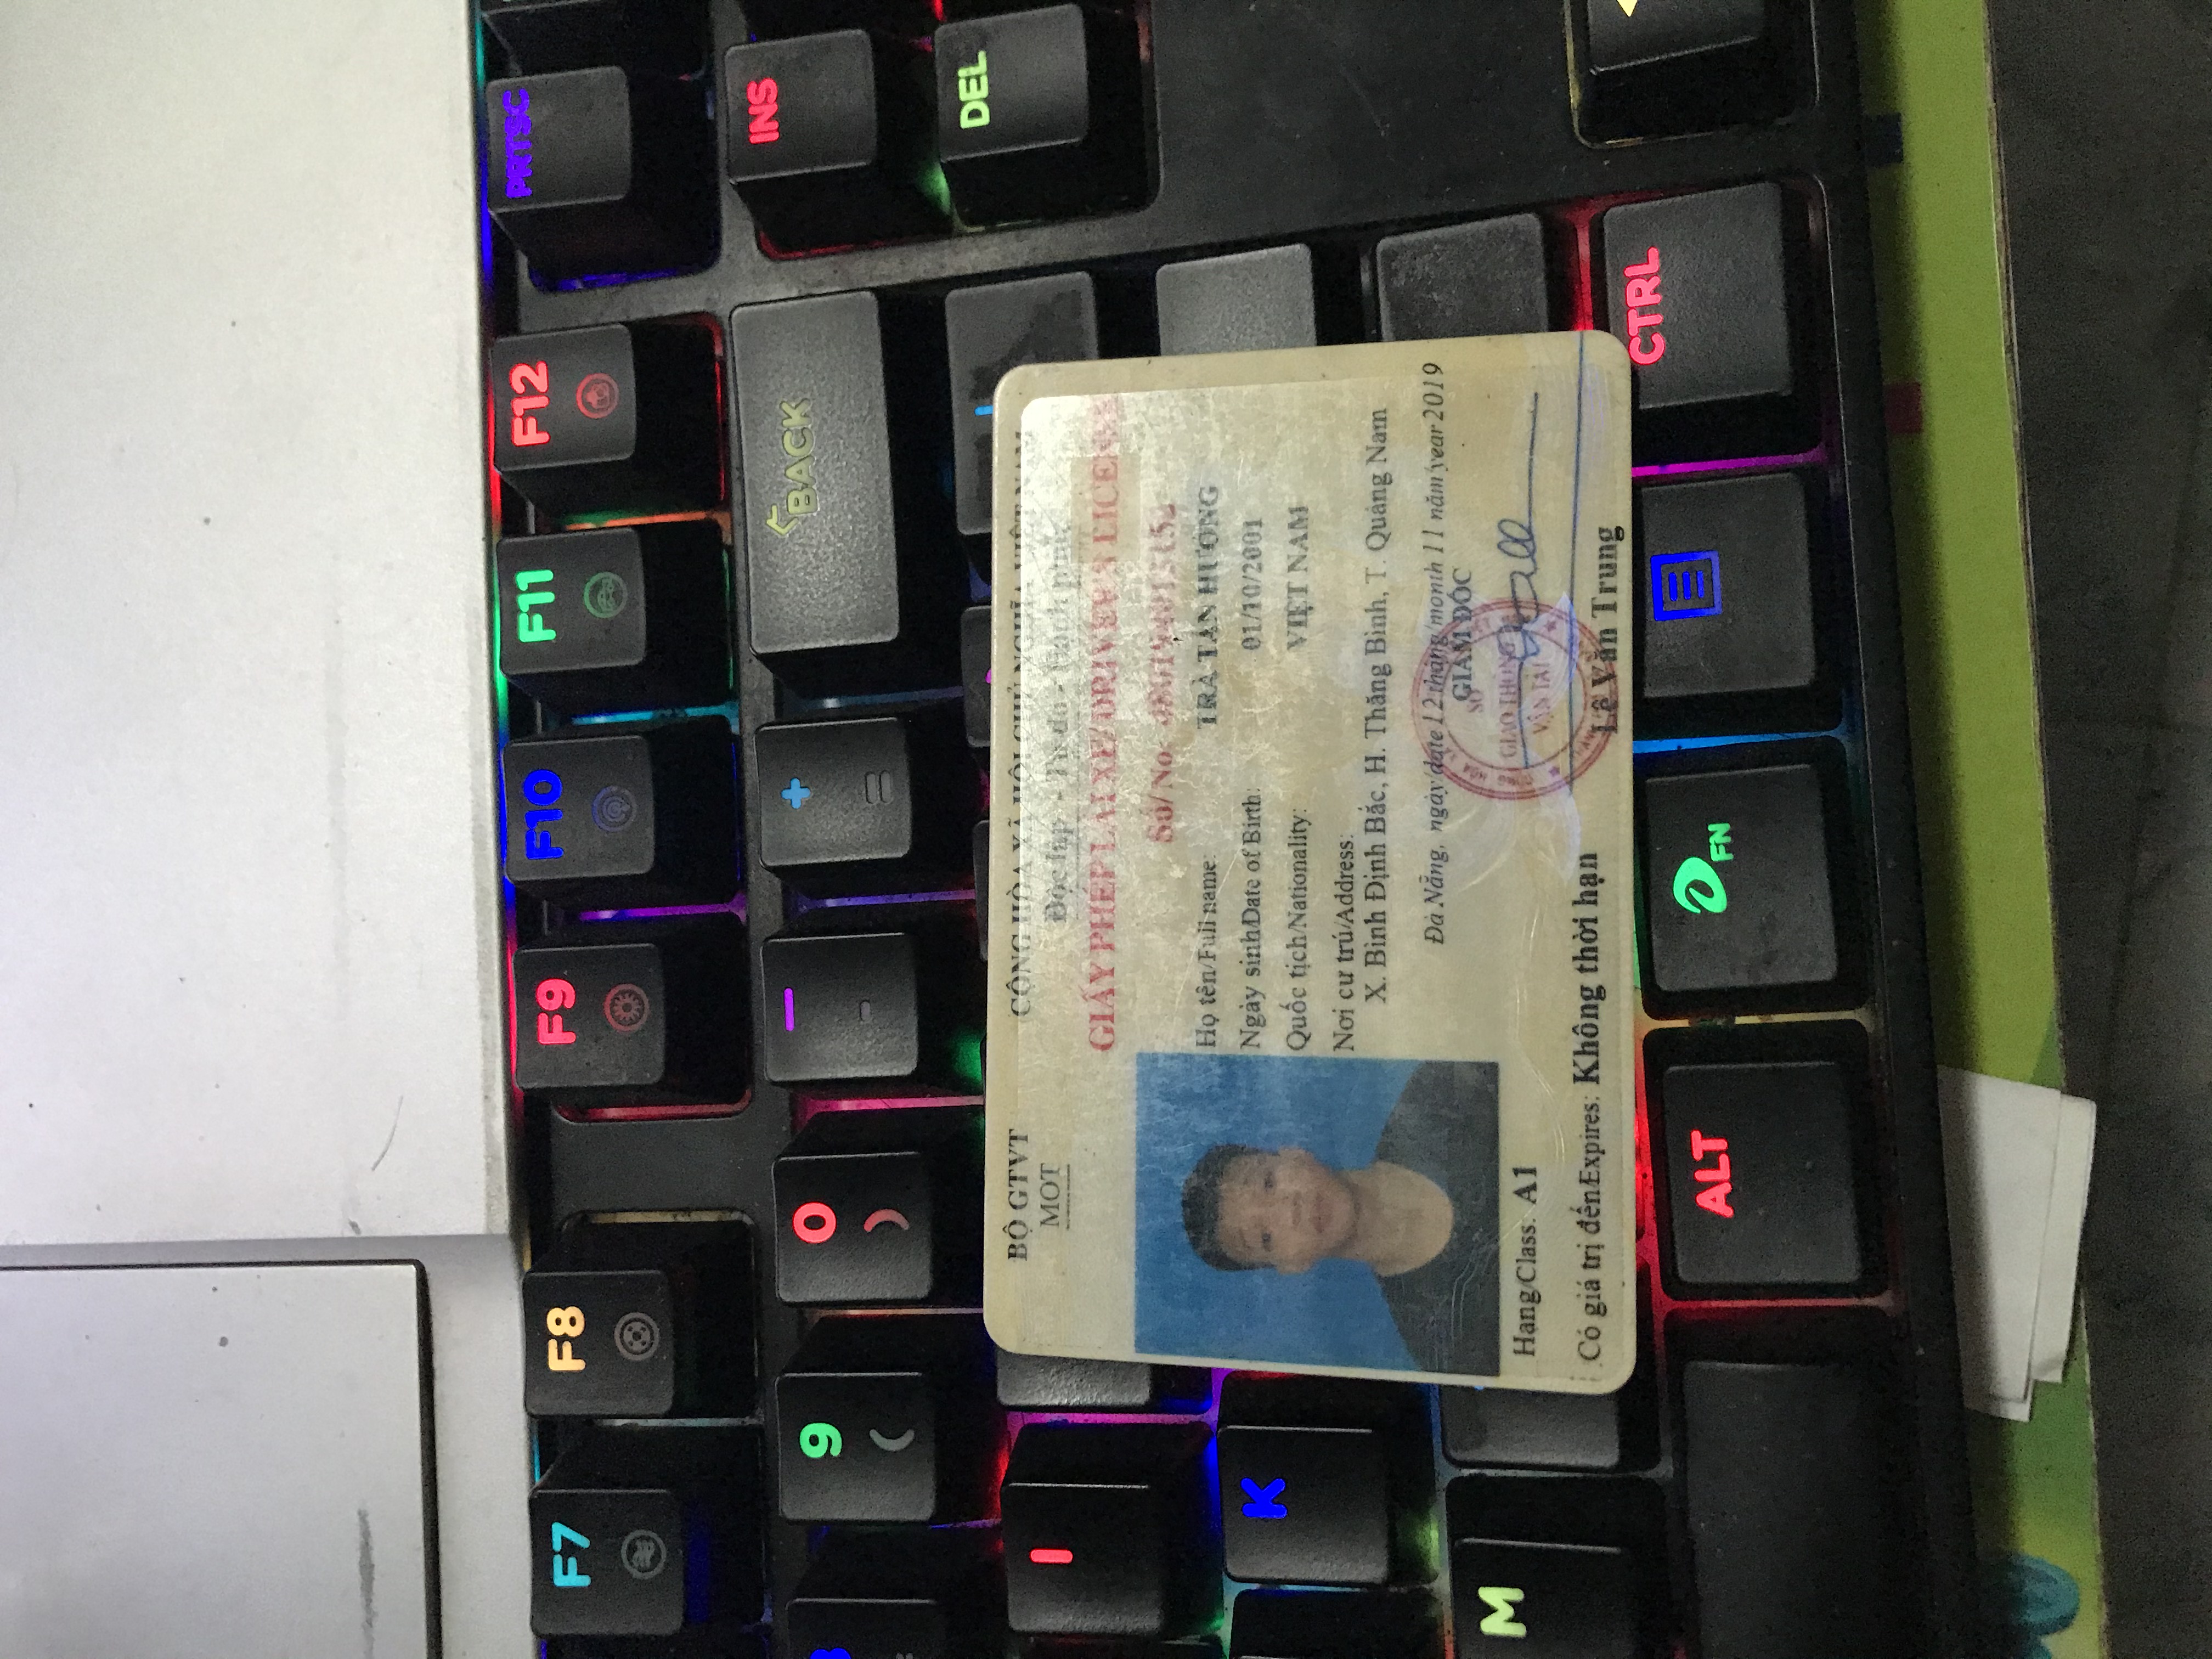 F7 F8 F9 F10 F11 F12 PRTSC
9 0 - + BACK INS
( ) - =
DEL
I
K
M
BỘ GTVT
MOT
CỘNG HÒA XÃ HỘI CHỦ NGHĨA VIỆT NAM
Độc lập - Tự do - Hạnh phúc
GIẤY PHÉP LÁI XE/DRIVER'S LICENSE
Số/No:
Họ tên/Full name: TRÀ TẤN HƯỞNG
Ngày sinh/Date of Birth: 01/10/2001
Quốc tịch/Nationality: VIỆT NAM
Nơi cư trú/Address:
X. Bình Định Bắc, H. Thăng Bình, T. Quảng Nam
Đà Nẵng, ngày/date 12 tháng/month 11 năm/year 2019
GIÁM ĐỐC
SỞ
GIAO THÔNG
VẬN TẢI
Hạng/Class: A1
Có giá trị đến/Expires: Không thời hạn
Lê Văn Trung
ALT FN CTRL